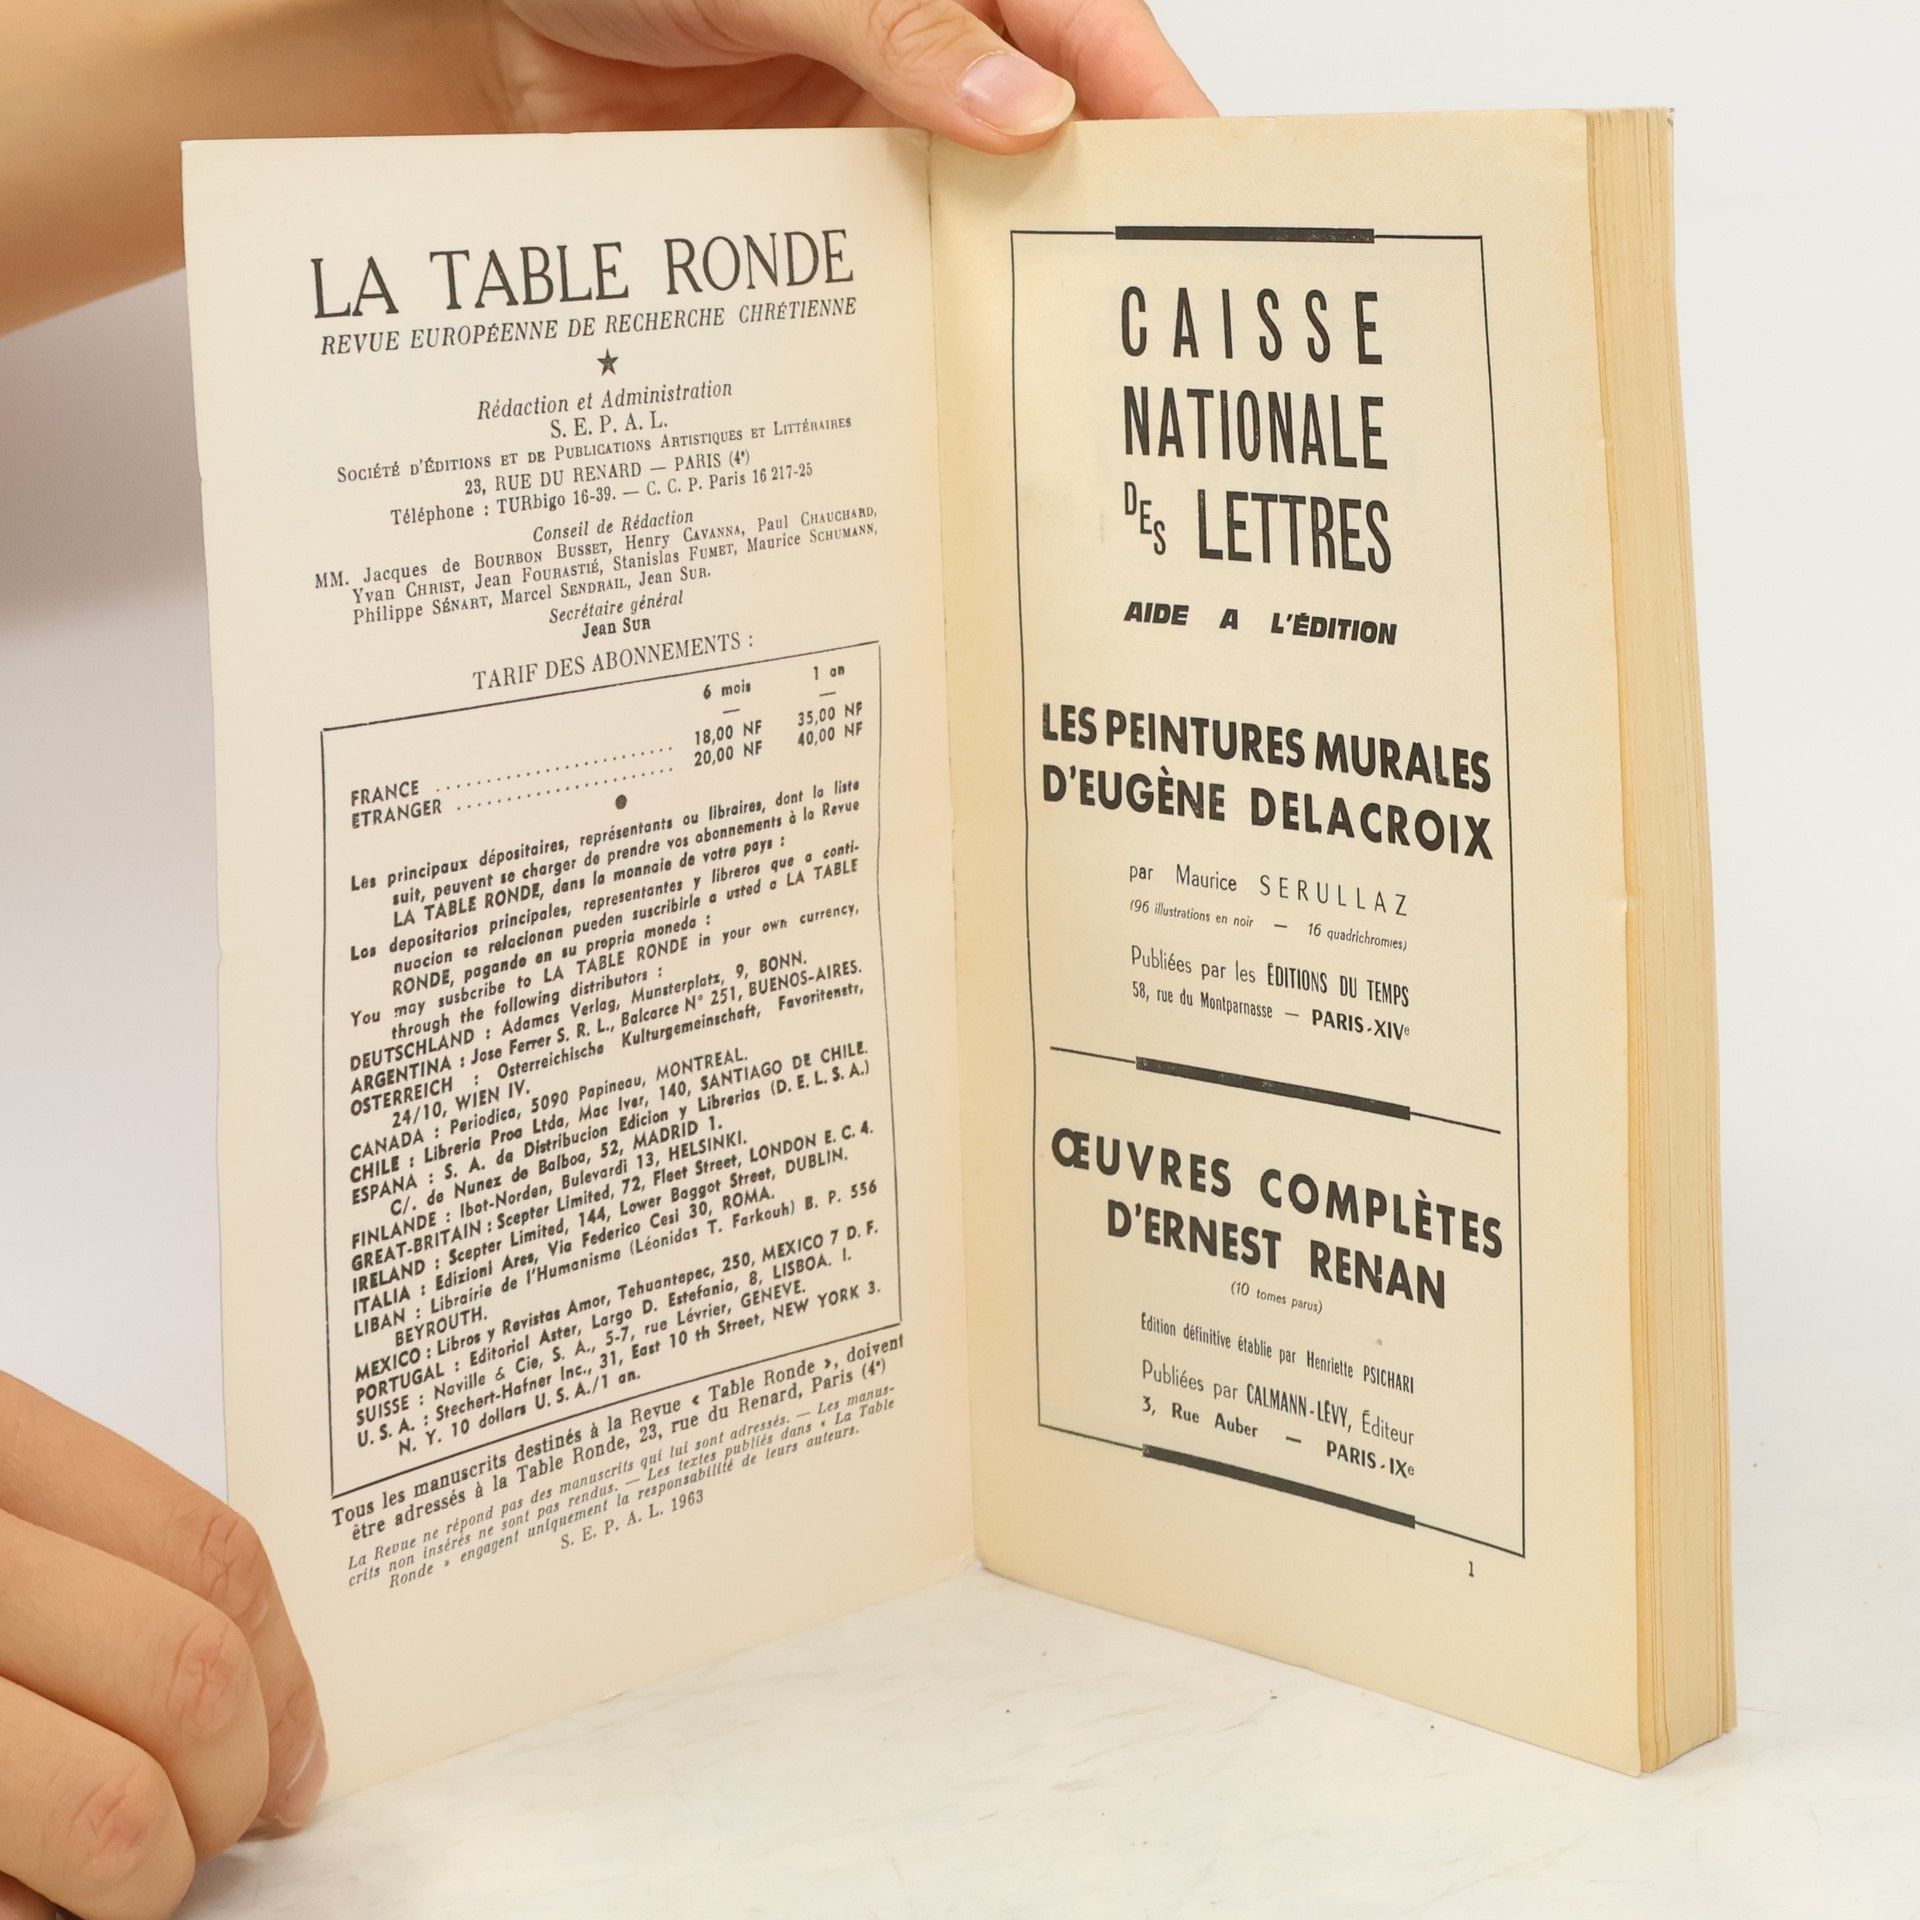 LA TABLE RONDE
REVUE EUROPÉENNE DE RECHERCHE CHRÉTIENNE
★
Rédaction et Administration
S. E. P. A. L.
SOCIÉTÉ D'ÉDITIONS ET DE PUBLICATIONS ARTISTIQUES ET LITTÉRAIRES
23, RUE DU RENARD — PARIS (4e)
Téléphone : TURbigo 16-39. — C. C. P. Paris 16 217-25
Conseil de Rédaction
MM. Jacques de BOURBON BUSSET, Henry CAVANNA, Paul CHAUCHARD,
Yvan CHRIST, Jean FOURASTIÉ, Stanislas FUMET, Maurice SCHUMANN,
Philippe SÉNART, Marcel SENDRAIL, Jean SUR.
Secrétaire général
Jean SUR
TARIF DES ABONNEMENTS :
6 mois 1 an
— —
FRANCE .......................... 18,00 NF 35,00 NF
ETRANGER ........................ 20,00 NF 40,00 NF
●
Les principaux dépositaires, représentants ou libraires, dont la liste
suit, peuvent se charger de prendre vos abonnements à la Revue
LA TABLE RONDE, dans la monnaie de votre pays :
Los depositarios principales, representantes y libreros que a conti-
nuacion se relacionan pueden suscribirle a usted a LA TABLE
RONDE, pagando en su propria moneda :
You may susbcribe to LA TABLE RONDE in your own currency,
through the following distributors :
DEUTSCHLAND : Adamas Verlag, Munsterplatz, 9, BONN.
ARGENTINA : Jose Ferrer S. R. L., Balcarce N° 251, BUENOS-AIRES.
OSTERREICH : Osterreichische Kulturgemeinschaft, Favoritenstr,
24/10, WIEN IV.
CANADA : Periodica, 5090 Papineau, MONTREAL.
CHILE : Libreria Proa Ltda, Mac Iver, 140, SANTIAGO DE CHILE.
ESPANA : S. A. de Distribucion Edicion y Librerias (D. E. L. S. A.)
C/. de Nunez de Balboa, 52, MADRID 1.
FINLANDE : Ibot-Norden, Bulevardi 13, HELSINKI.
GREAT-BRITAIN : Scepter Limited, 72, Fleet Street, LONDON E. C. 4.
IRELAND : Scepter Limited, 144, Lower Baggot Street, DUBLIN.
ITALIA : Edizioni Ares, Via Federico Cesi 30, ROMA.
LIBAN : Librairie de l'Humanisme (Léonidas T. Farkouh) B. P. 556
BEYROUTH.
MEXICO : Libros y Revistas Amor, Tehuantepec, 250, MEXICO 7 D. F.
PORTUGAL : Editorial Aster, Largo D. Estefania, 8, LISBOA. I.
SUISSE : Naville & Cie, S. A., 5-7, rue Lévrier, GENEVE.
U. S. A. : Stechert-Hafner Inc., 31, East 10 th Street, NEW YORK 3.
N. Y. 10 dollars U. S. A./1 an.
Tous les manuscrits destinés à la Revue « Table Ronde », doivent
être adressés à la Table Ronde, 23, rue du Renard, Paris (4e)
La Revue ne répond pas des manuscrits qui lui sont adressés. — Les manus-
crits non insérés ne sont pas rendus. — Les textes publiés dans « La Table
Ronde » engagent uniquement la responsabilité de leurs auteurs.
S. E. P. A. L. 1963
CAISSE
NATIONALE
DES LETTRES
AIDE A L'ÉDITION
LES PEINTURES MURALES
D'EUGÈNE DELACROIX
par Maurice SERULLAZ
(96 illustrations en noir — 16 quadrichromies)
Publiées par les ÉDITIONS DU TEMPS
58, rue du Montparnasse — PARIS-XIVe
ŒUVRES COMPLÈTES
D'ERNEST RENAN
(10 tomes parus)
Edition définitive établie par Henriette PSICHARI
Publiées par CALMANN-LÉVY, Éditeur
3, Rue Auber — PARIS-IXe
1